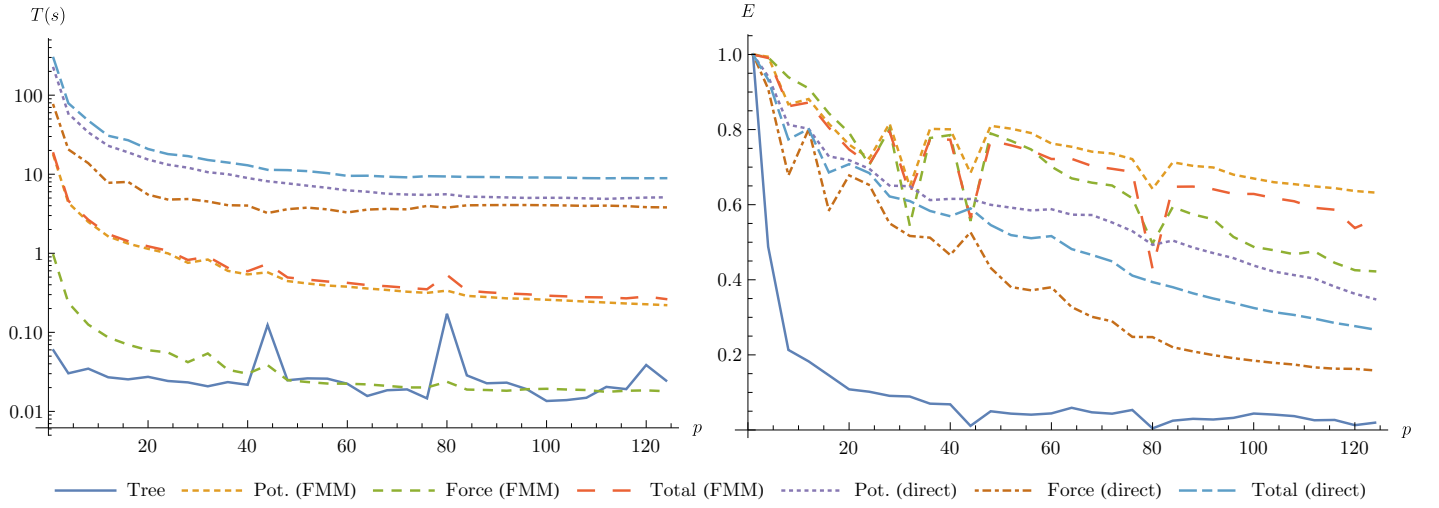 T(s)
100
10
1
0.10
0.01
20
40
60
80
100
120
p
E
1.0
0.8
0.6
0.4
0.2
20
40
60
80
100
120
p
Tree
Pot. (FMM)
Force (FMM)
Total (FMM)
Pot. (direct)
Force (direct)
Total (direct)